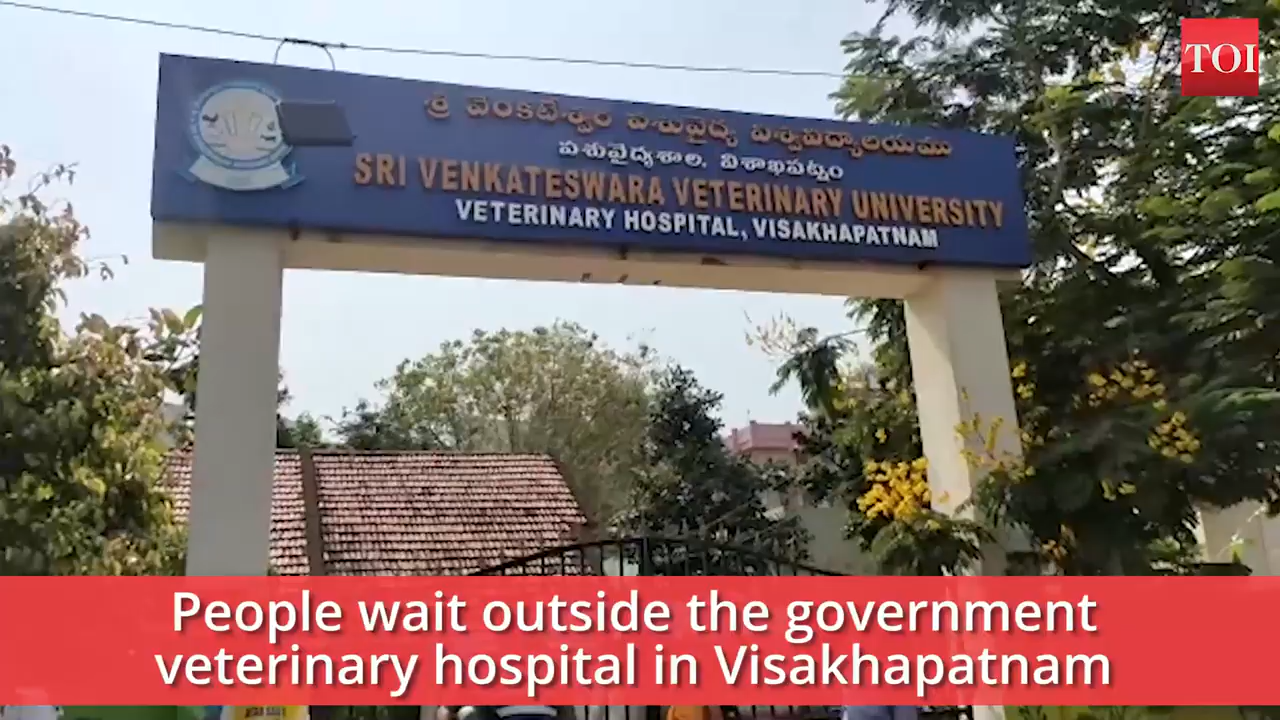 TOI
శ్రీ వెంకటేశ్వర పశువైద్య విశ్వవిద్యాలయము
పశువైద్యశాల, విశాఖపట్నం
SRI VENKATESWARA VETERINARY UNIVERSITY
VETERINARY HOSPITAL, VISAKHAPATNAM
People wait outside the government
veterinary hospital in Visakhapatnam